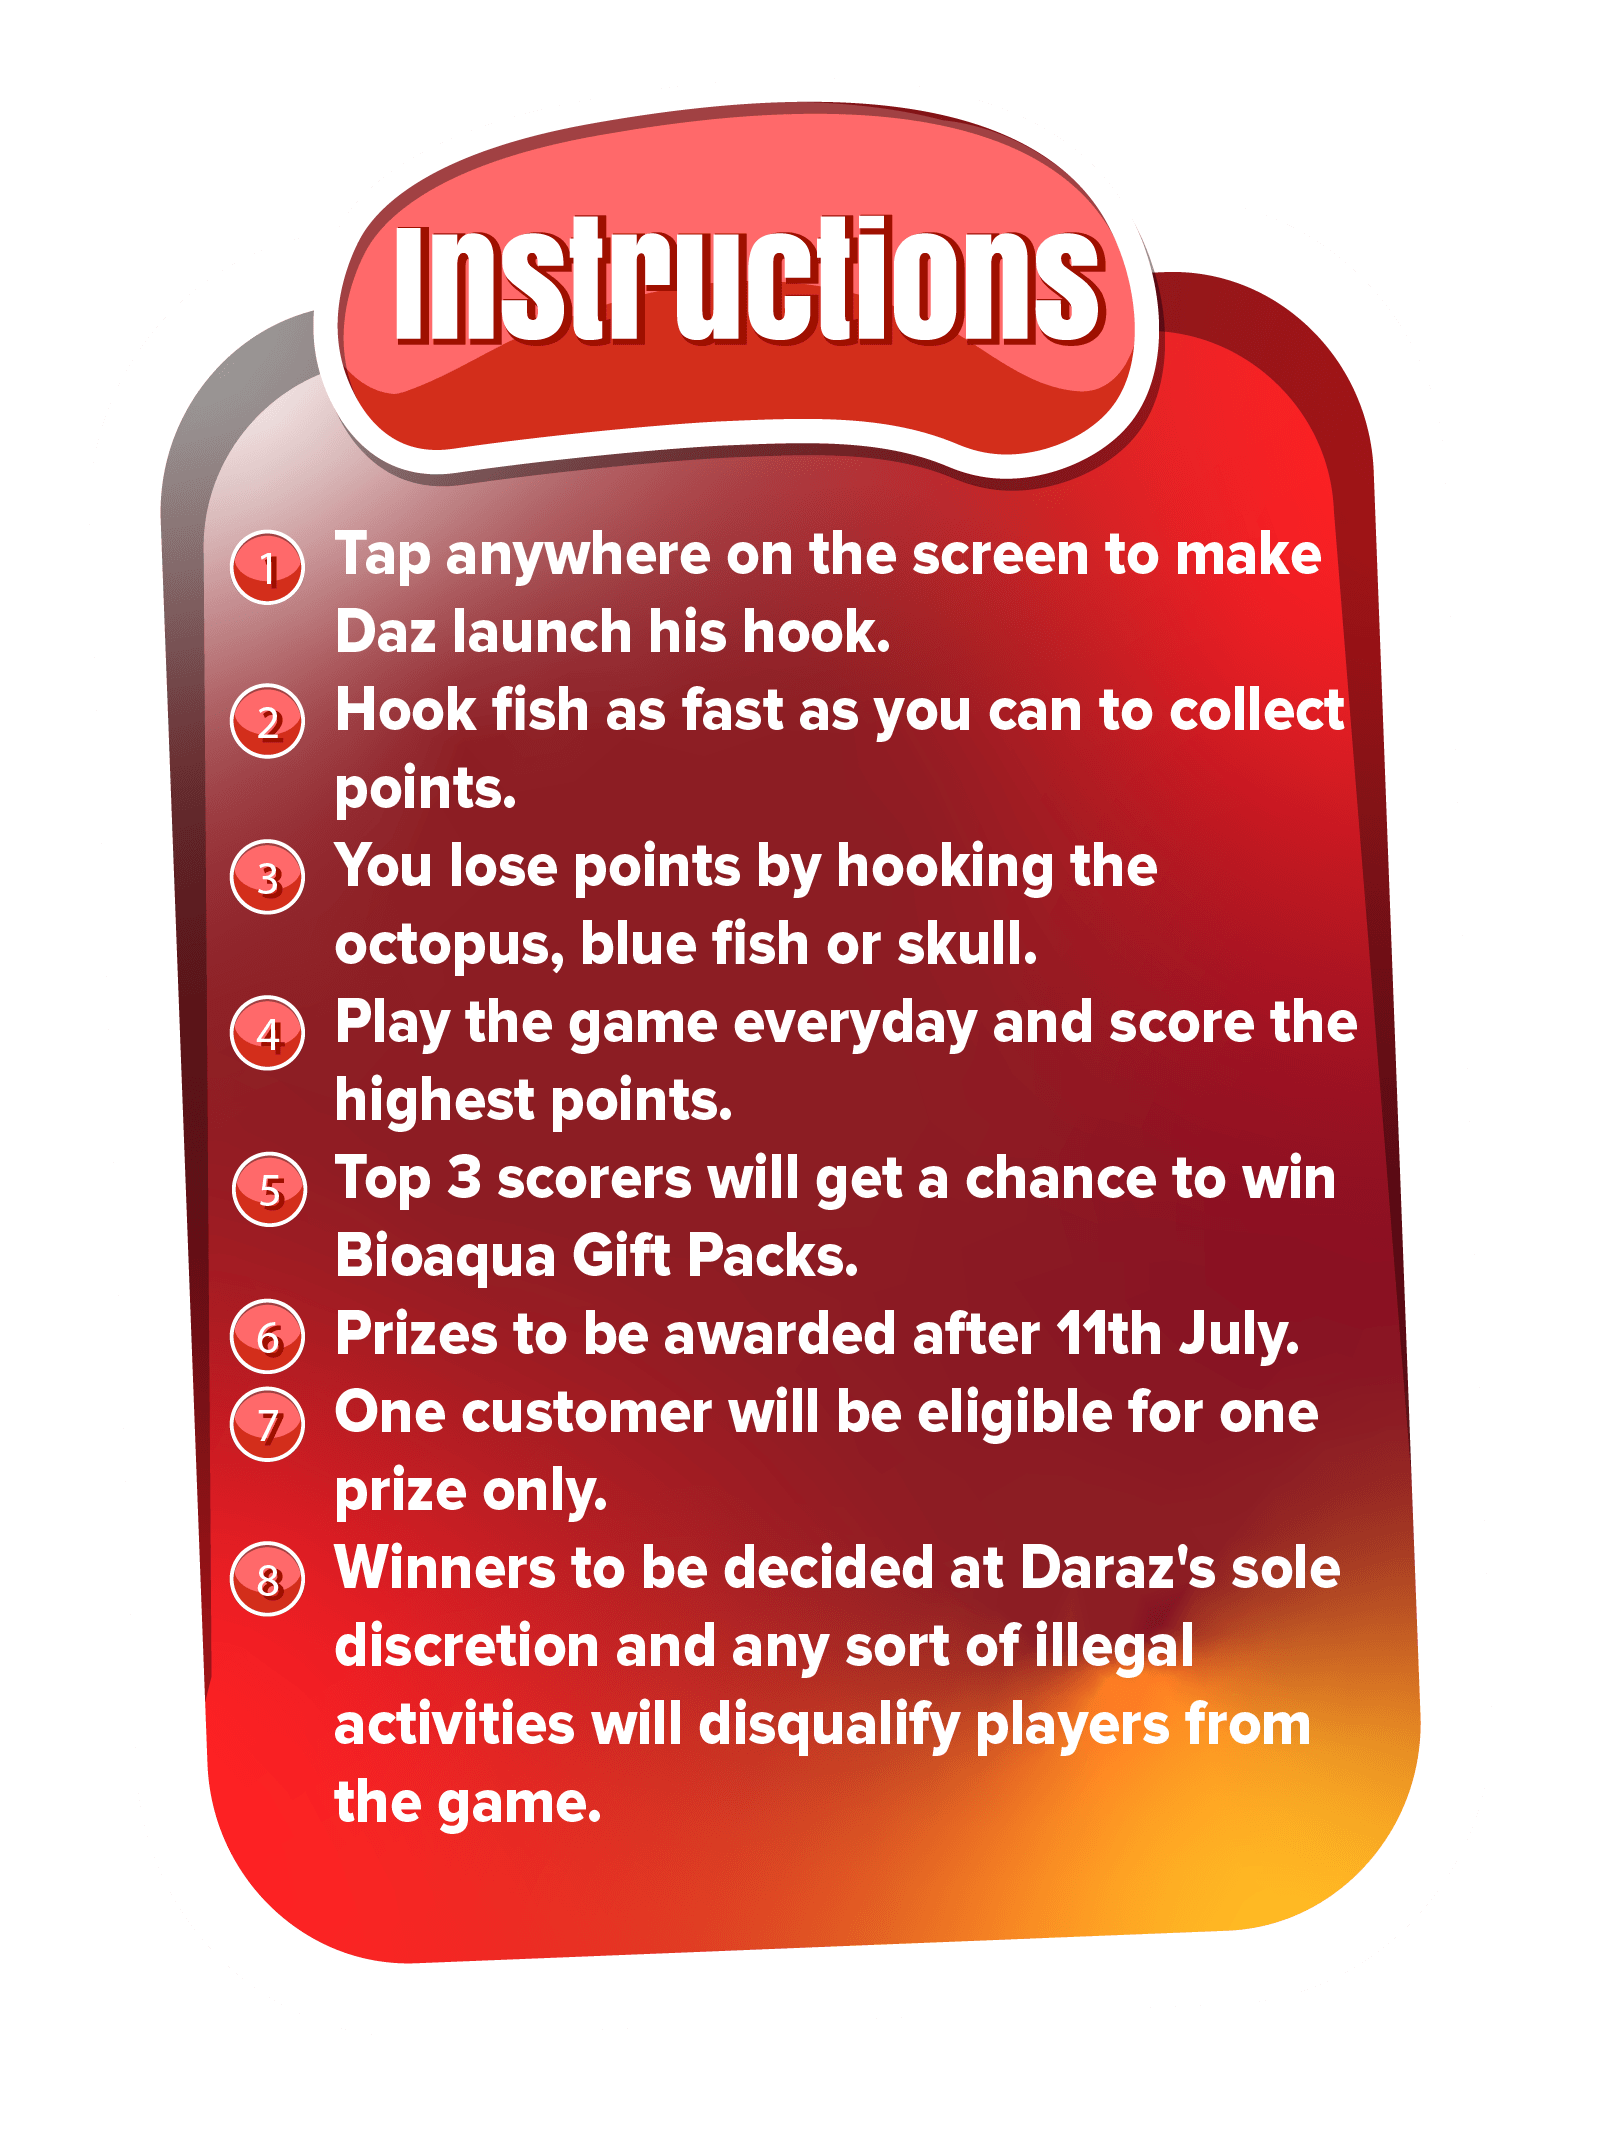 Instructions
1 Tap anywhere on the screen to make
Daz launch his hook.
2 Hook fish as fast as you can to collect
points.
3 You lose points by hooking the
octopus, blue fish or skull.
4 Play the game everyday and score the
highest points.
5 Top 3 scorers will get a chance to win
Bioaqua Gift Packs.
6 Prizes to be awarded after 11th July.
7 One customer will be eligible for one
prize only.
8 Winners to be decided at Daraz's sole
discretion and any sort of illegal
activities will disqualify players from
the game.